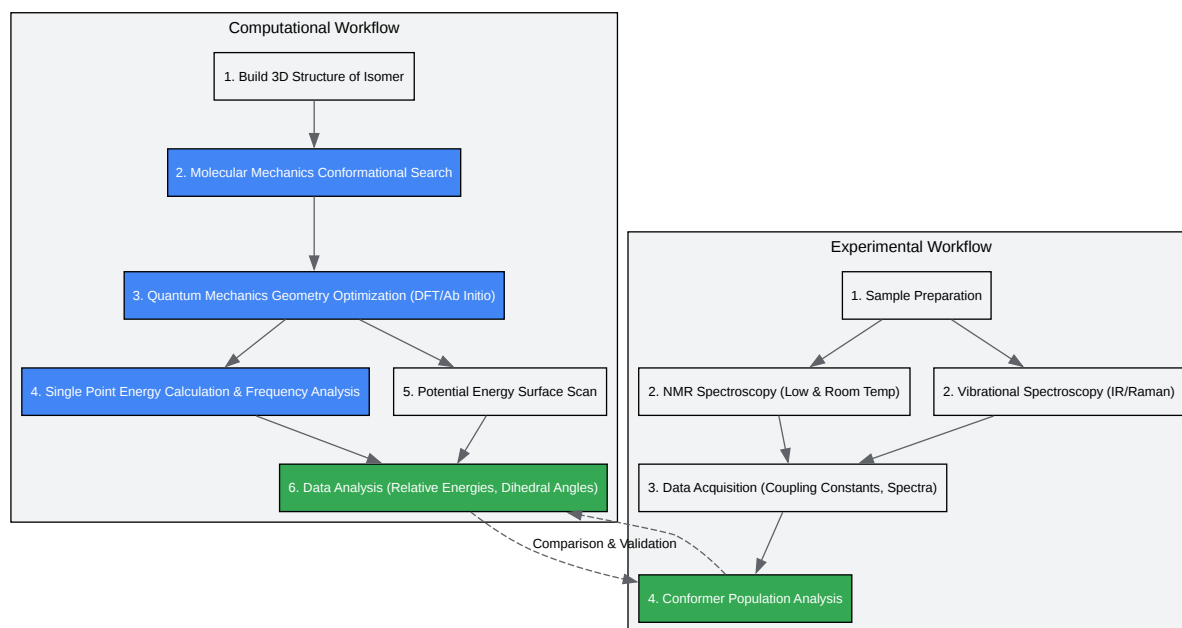 Computational Workflow
1. Build 3D Structure of Isomer
2. Molecular Mechanics Conformational Search
3. Quantum Mechanics Geometry Optimization (DFT/Ab Initio)
4. Single Point Energy Calculation & Frequency Analysis
5. Potential Energy Surface Scan
6. Data Analysis (Relative Energies, Dihedral Angles)
Comparison & Validation
Experimental Workflow
1. Sample Preparation
2. NMR Spectroscopy (Low & Room Temp)
2. Vibrational Spectroscopy (IR/Raman)
3. Data Acquisition (Coupling Constants, Spectra)
4. Conformer Population Analysis